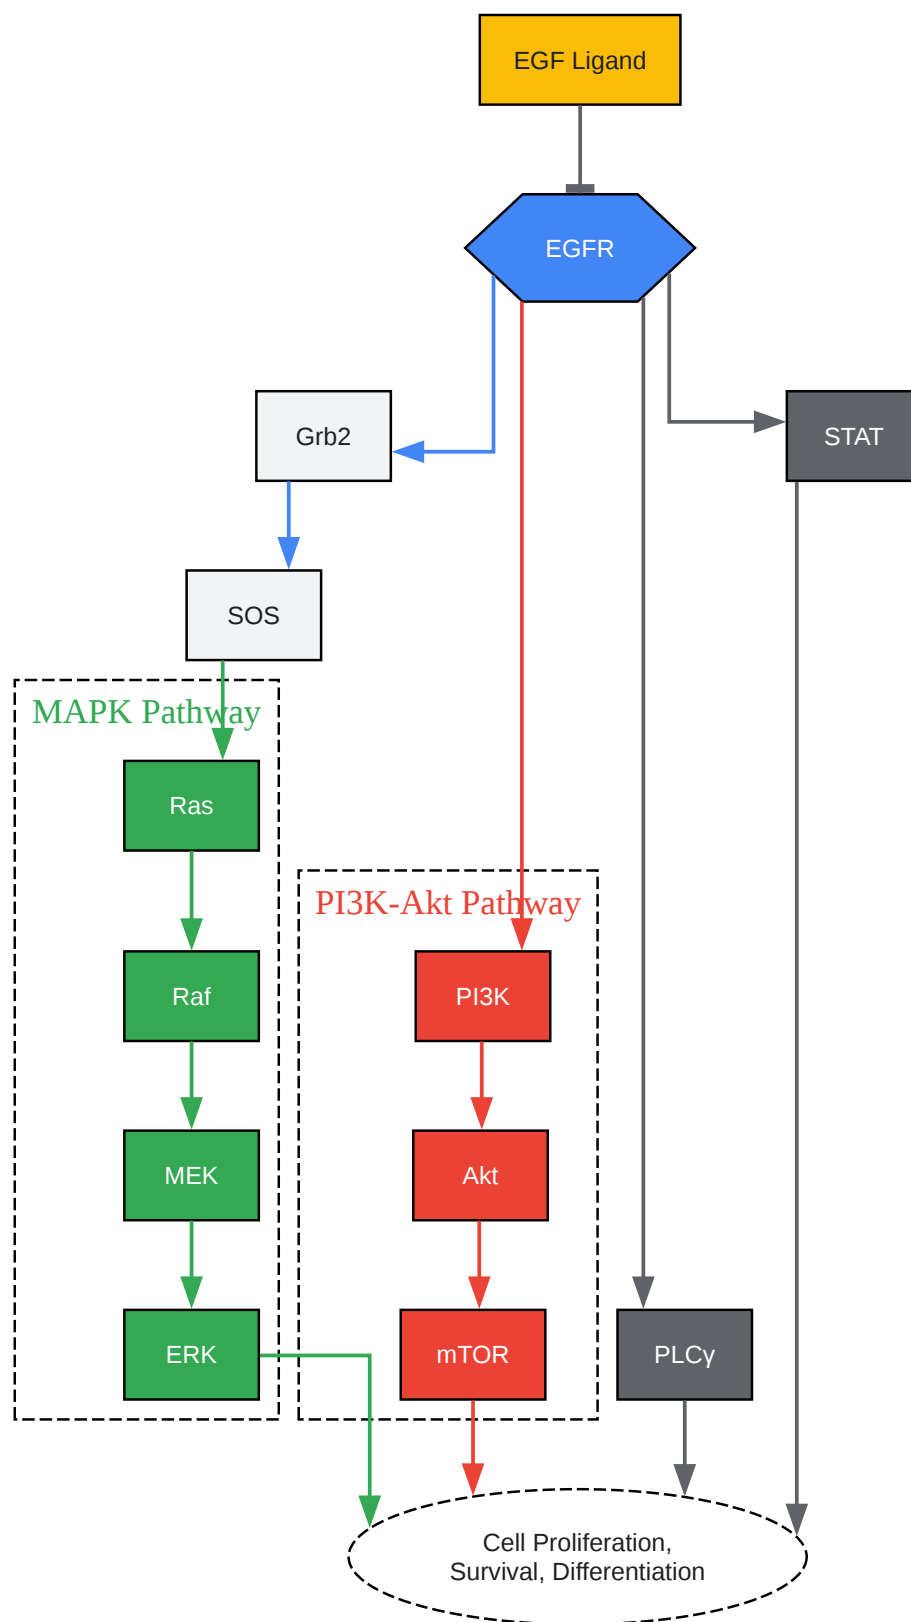 EGF Ligand
EGFR
Grb2
STAT
SOS
MAPK Pathway
Ras
PI3K-Akt Pathway
Raf
PI3K
MEK
Akt
ERK
mTOR
PLCγ
Cell Proliferation,
Survival, Differentiation